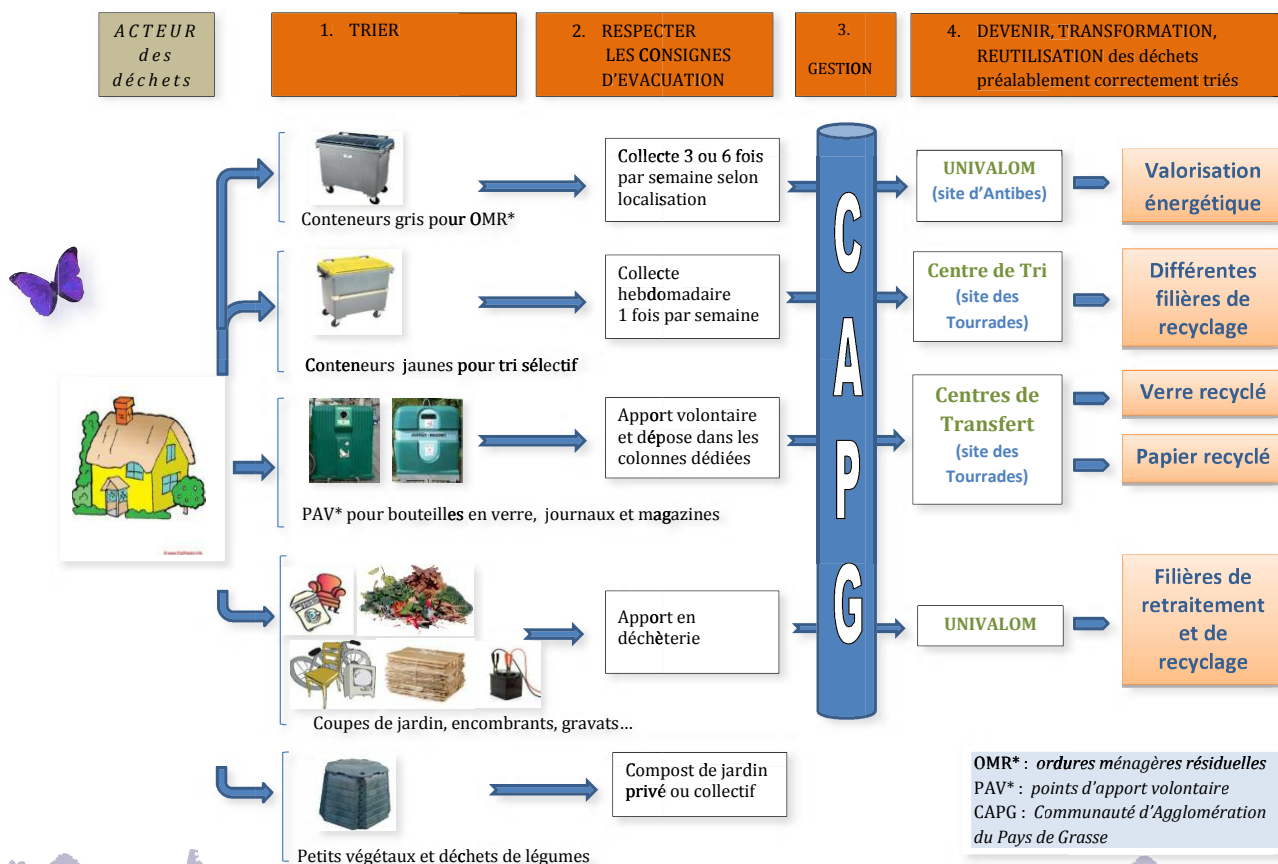 ACTEUR
des
déchets
1. TRIER
2. RESPECTER
LES CONSIGNES
D'EVACUATION
3.
GESTION
4. DEVENIR, TRANSFORMATION,
REUTILISATION des déchets
préalablement correctement triés
Conteneurs gris pour OMR*
Collecte 3 ou 6 fois
par semaine selon
localisation
UNIVALOM
(site d'Antibes)
Valorisation
énergétique
Conteneurs jaunes pour tri sélectif
Collecte
hebdomadaire
1 fois par semaine
Centre de Tri
(site des
Tourrades)
Différentes
filières de
recyclage
PAV* pour bouteilles en verre, journaux et magazines
Apport volontaire
et dépose dans les
colonnes dédiées
Centres de
Transfert
(site des
Tourrades)
Verre recyclé
Papier recyclé
Coupes de jardin, encombrants, gravats…
Apport en
déchèterie
UNIVALOM
Filières de
retraitement
et de
recyclage
Petits végétaux et déchets de légumes
Compost de jardin
privé ou collectif
C
A
P
G
OMR* : ordures ménagères résiduelles
PAV* : points d'apport volontaire
CAPG : Communauté d'Agglomération
du Pays de Grasse